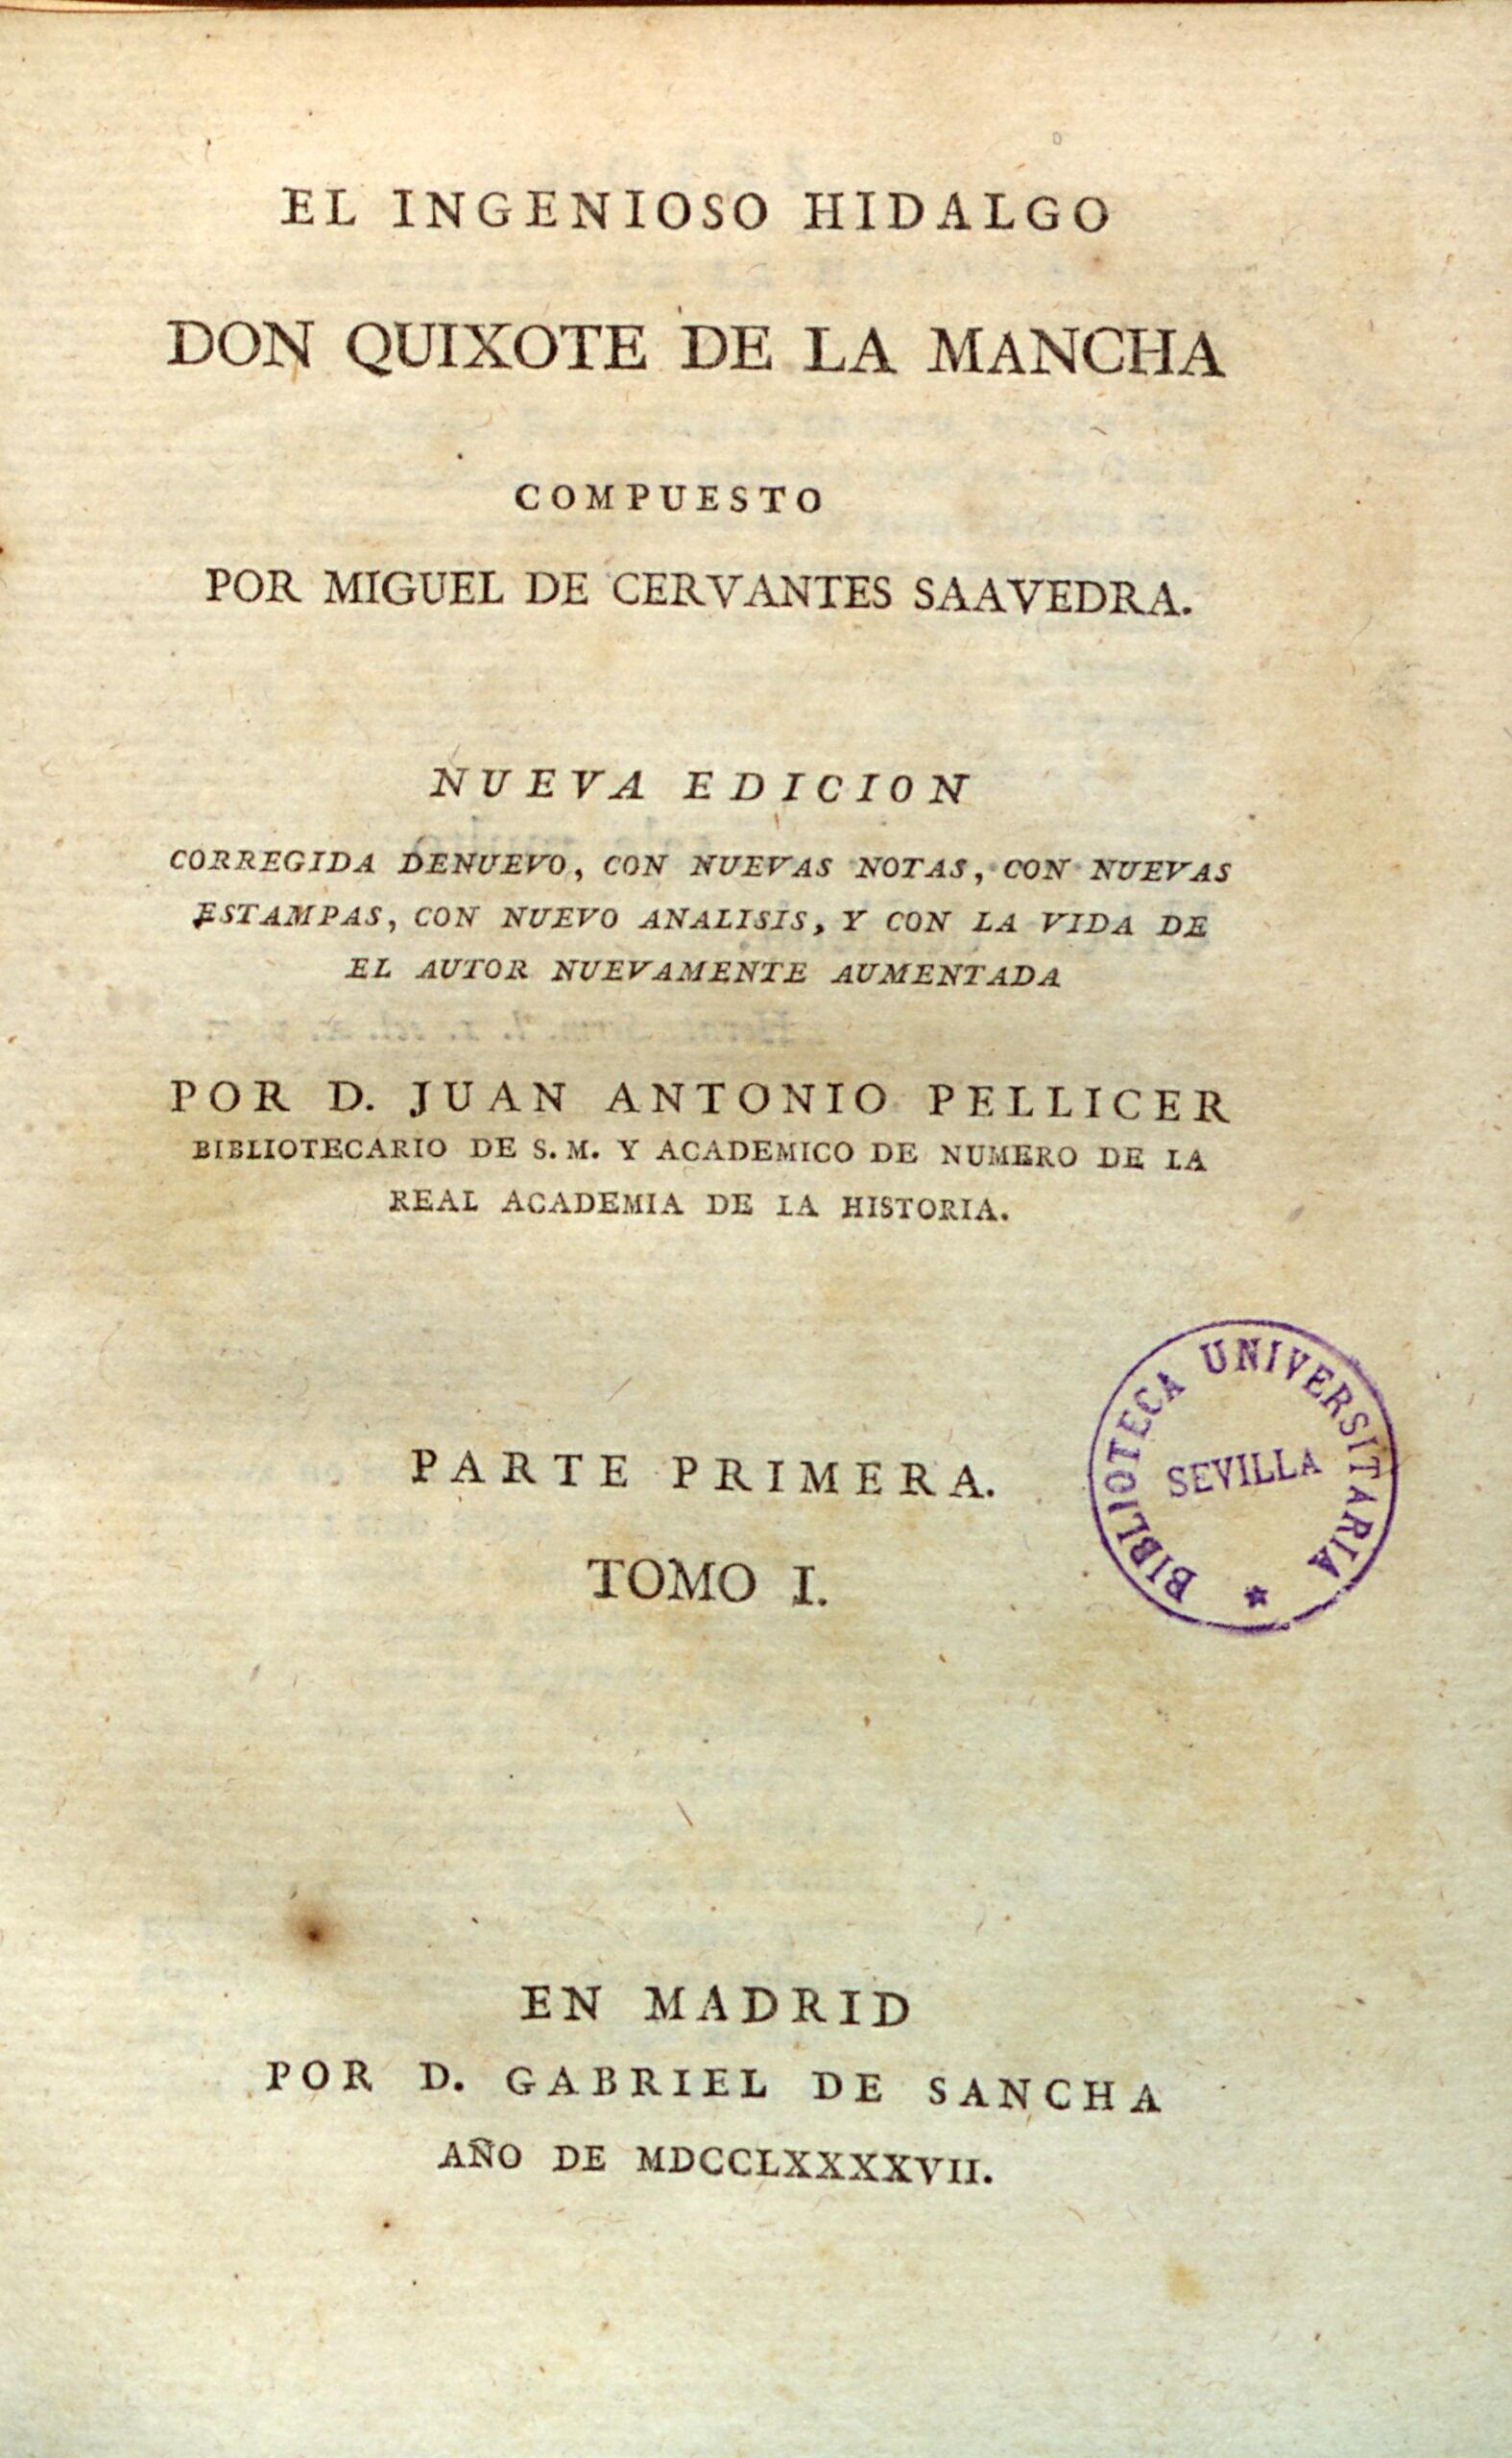 EL INGENIOSO HIDALGO
DON QUIXOTE DE LA MANCHA
COMPUESTO
POR MIGUEL DE CERVANTES SAAVEDRA.
NUEVA EDICION
CORREGIDA DENUEVO, CON NUEVAS NOTAS, CON NUEVAS
ESTAMPAS, CON NUEVO ANALISIS, Y CON LA VIDA DE
EL AUTOR NUEVAMENTE AUMENTADA
POR D. JUAN ANTONIO PELLICER
BIBLIOTECARIO DE S. M. Y ACADEMICO DE NUMERO DE LA
REAL ACADEMIA DE LA HISTORIA.
PARTE PRIMERA.
TOMO I.
BIBLIOTECA UNIVERSITARIA
SEVILLA
EN MADRID
POR D. GABRIEL DE SANCHA
AÑO DE MDCCLXXXXVII.